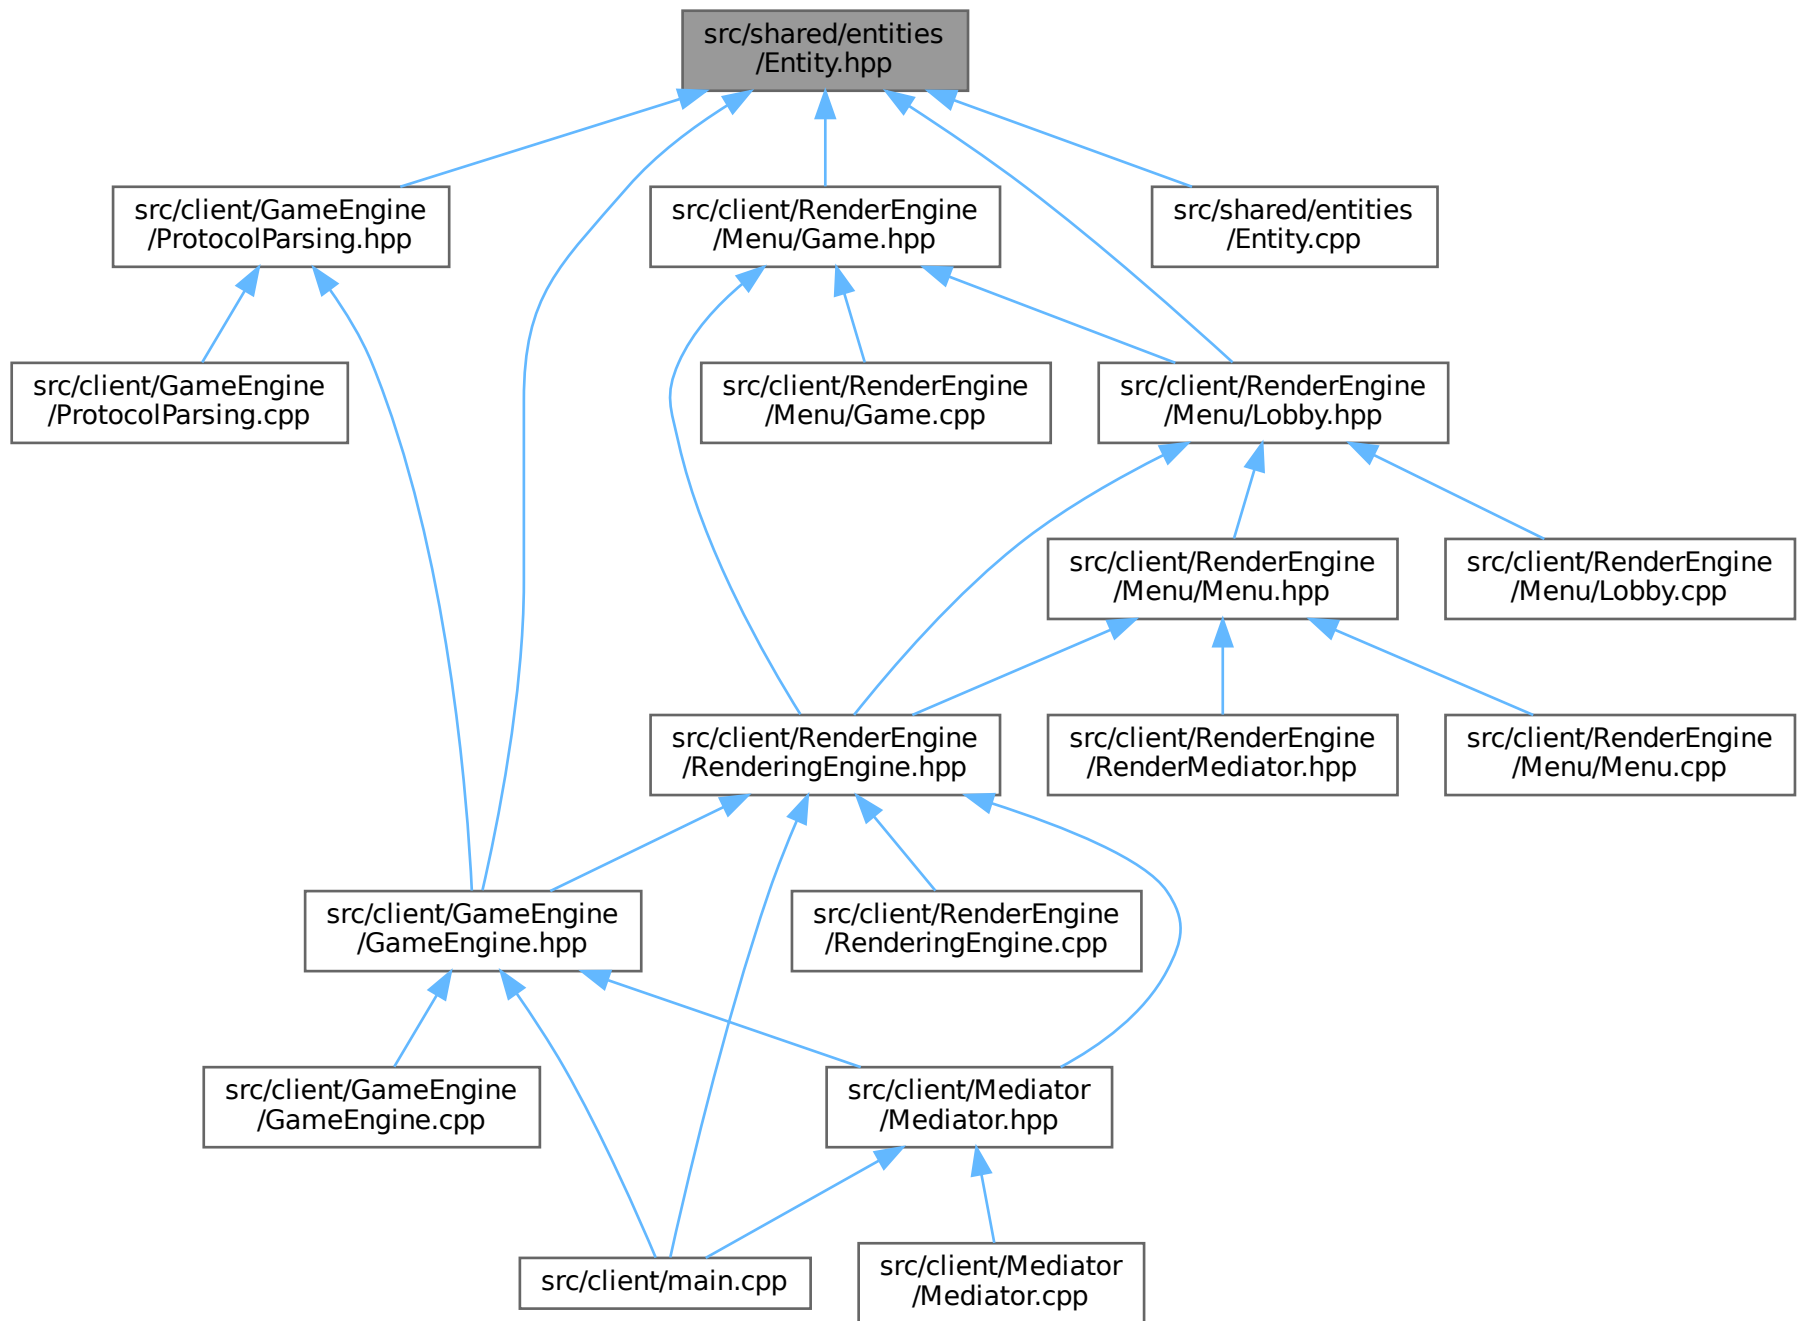 src/shared/entities
/Entity.hpp
src/client/GameEngine
/ProtocolParsing.hpp
src/client/RenderEngine
/Menu/Game.hpp
src/shared/entities
/Entity.cpp
src/client/GameEngine
/ProtocolParsing.cpp
src/client/RenderEngine
/Menu/Game.cpp
src/client/RenderEngine
/Menu/Lobby.hpp
src/client/RenderEngine
/Menu/Menu.hpp
src/client/RenderEngine
/Menu/Lobby.cpp
src/client/RenderEngine
/RenderingEngine.hpp
src/client/RenderEngine
/RenderMediator.hpp
src/client/RenderEngine
/Menu/Menu.cpp
src/client/GameEngine
/GameEngine.hpp
src/client/RenderEngine
/RenderingEngine.cpp
src/client/GameEngine
/GameEngine.cpp
src/client/Mediator
/Mediator.hpp
src/client/main.cpp
src/client/Mediator
/Mediator.cpp